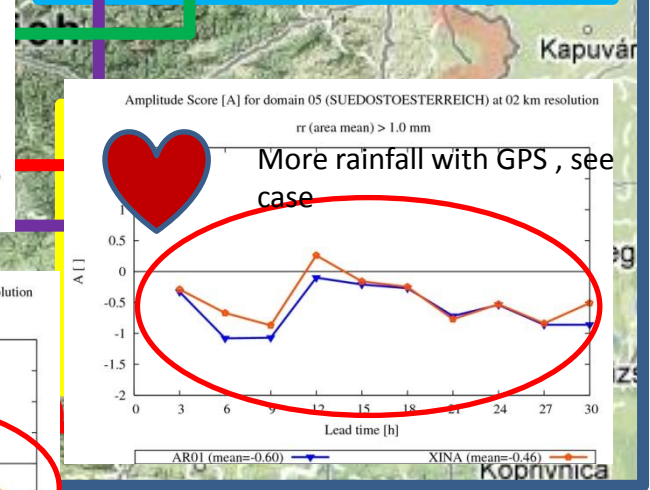 Kapuvár
Amplitude Score [A] for domain 05 (SUEDOSTOESTERREICH) at 02 km resolution
rr (area mean) > 1.0 mm
More rainfall with GPS , see
case
1
0.5
0
-0.5
-1
-1.5
-2
A [ ]
0 3 6 9 12 15 18 21 24 27 30
Lead time [h]
AR01 (mean=-0.60) XINA (mean=-0.46)
Koprivnica